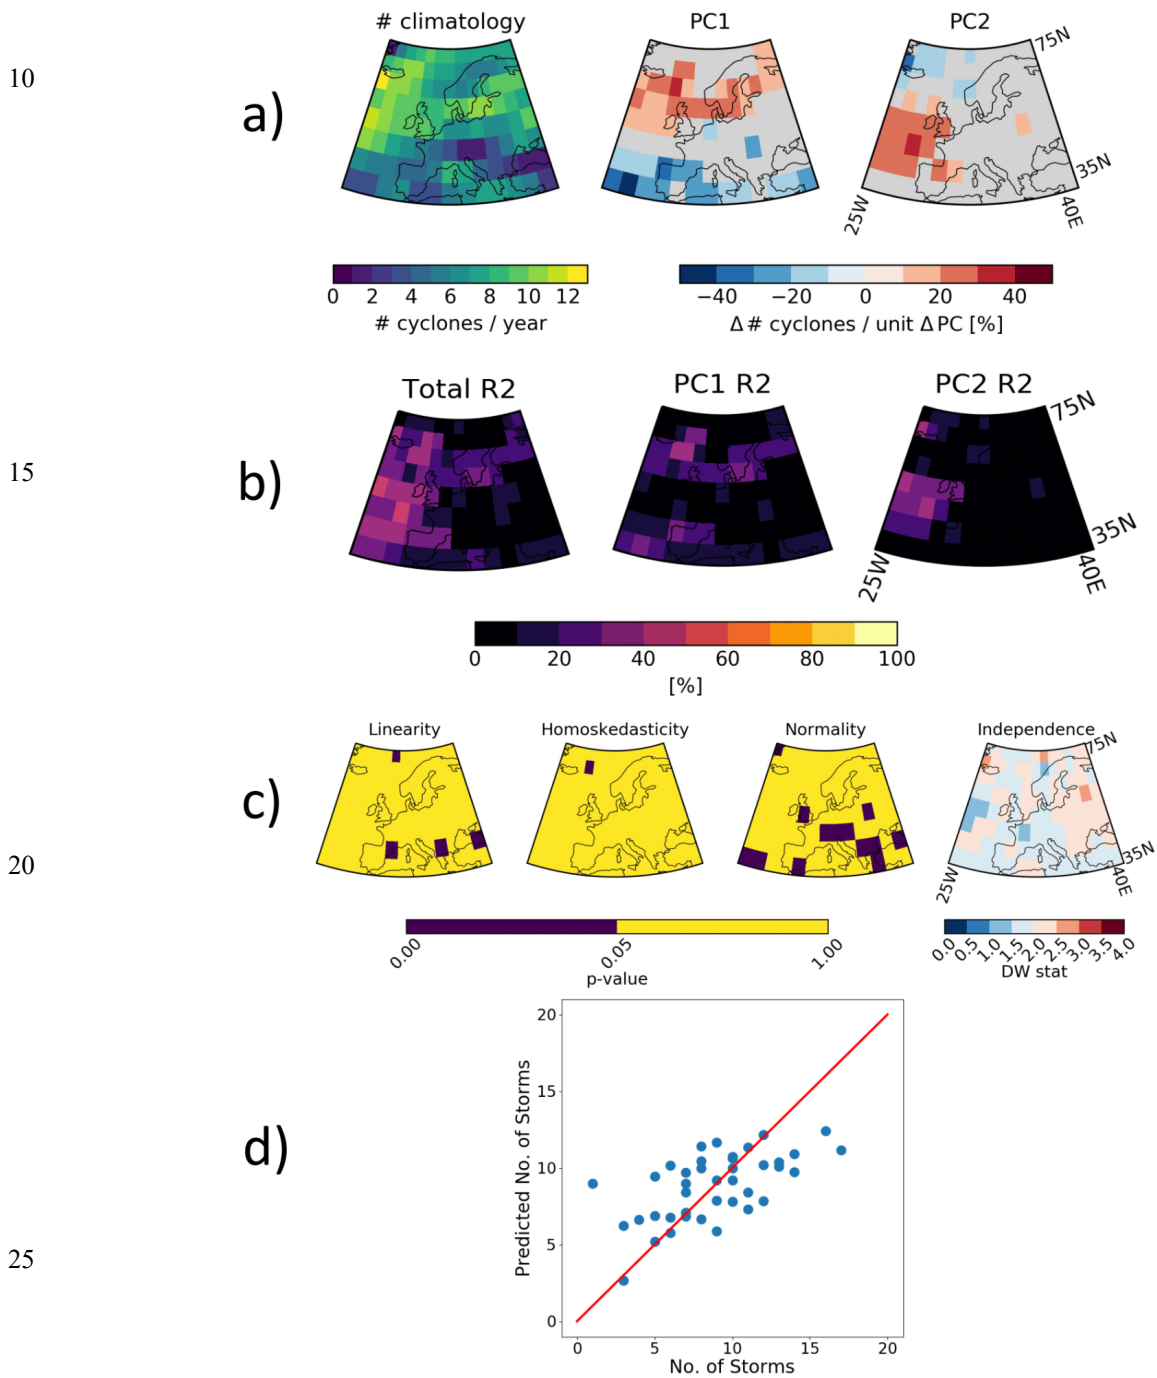 # climatology PC1 PC2
75N
10
a)
35N
25W
40E
0 2 4 6 8 10 12
# cyclones / year
−40 −20 0 20 40
Δ # cyclones / unit Δ PC [%]
Total R2 PC1 R2 PC2 R2
75N
15
b)
35N
25W
40E
0 20 40 60 80 100
[%]
Linearity Homoskedasticity Normality Independence
75N
c)
20
35N
25W
40E
0.00 0.05 1.00
p-value
0.0 0.5 1.0 1.5 2.0 2.5 3.0 3.5 4.0
DW stat
d)
25
20
15
10
5
0
Predicted No. of Storms
0 5 10 15 20
No. of Storms